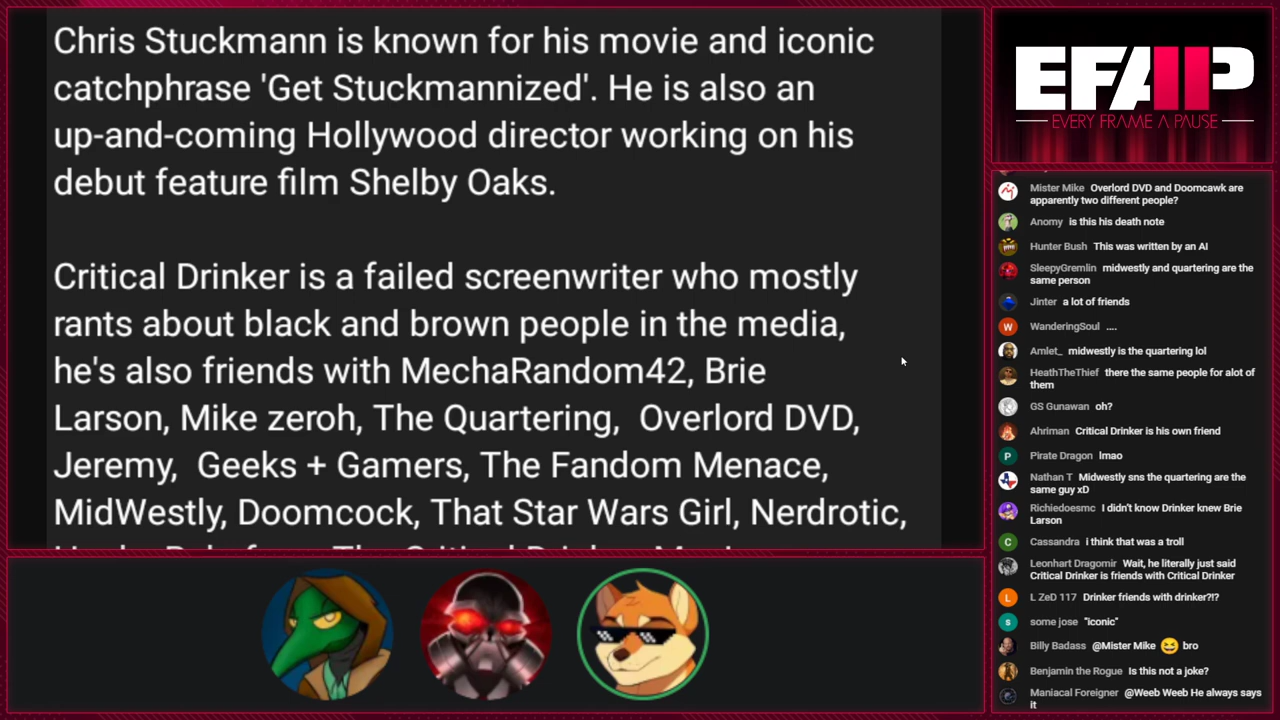 Chris Stuckmann is known for his movie and iconic
catchphrase 'Get Stuckmannized'. He is also an
up-and-coming Hollywood director working on his
debut feature film Shelby Oaks.
Critical Drinker is a failed screenwriter who mostly
rants about black and brown people in the media,
he's also friends with MechaRandom42, Brie
Larson, Mike zeroh, The Quartering,  Overlord DVD,
Jeremy,  Geeks + Gamers, The Fandom Menace,
MidWestly, Doomcock, That Star Wars Girl, Nerdrotic,
EFAP
EVERY FRAME A PAUSE
Mister Mike Overlord DVD and Doomcawk are
apparently two different people?
Anomy is this his death note
Hunter Bush This was written by an AI
SleepyGremlin midwestly and quartering are the
same person
Jinter a lot of friends
W WanderingSoul ....
Amlet_ midwestly is the quartering lol
HeathTheThief there the same people for alot of
them
GS Gunawan oh?
Ahriman Critical Drinker is his own friend
P Pirate Dragon lmao
Nathan T Midwestly sns the quartering are the
same guy xD
Richiedoesmc I didn't know Drinker knew Brie
Larson
C Cassandra i think that was a troll
Leonhart Dragomir Wait, he literally just said
Critical Drinker is friends with Critical Drinker
L L ZeD 117 Drinker friends with drinker?!?
s some jose "iconic"
Billy Badass @Mister Mike 😆 bro
Benjamin the Rogue Is this not a joke?
Maniacal Foreigner @Weeb Weeb He always says
it